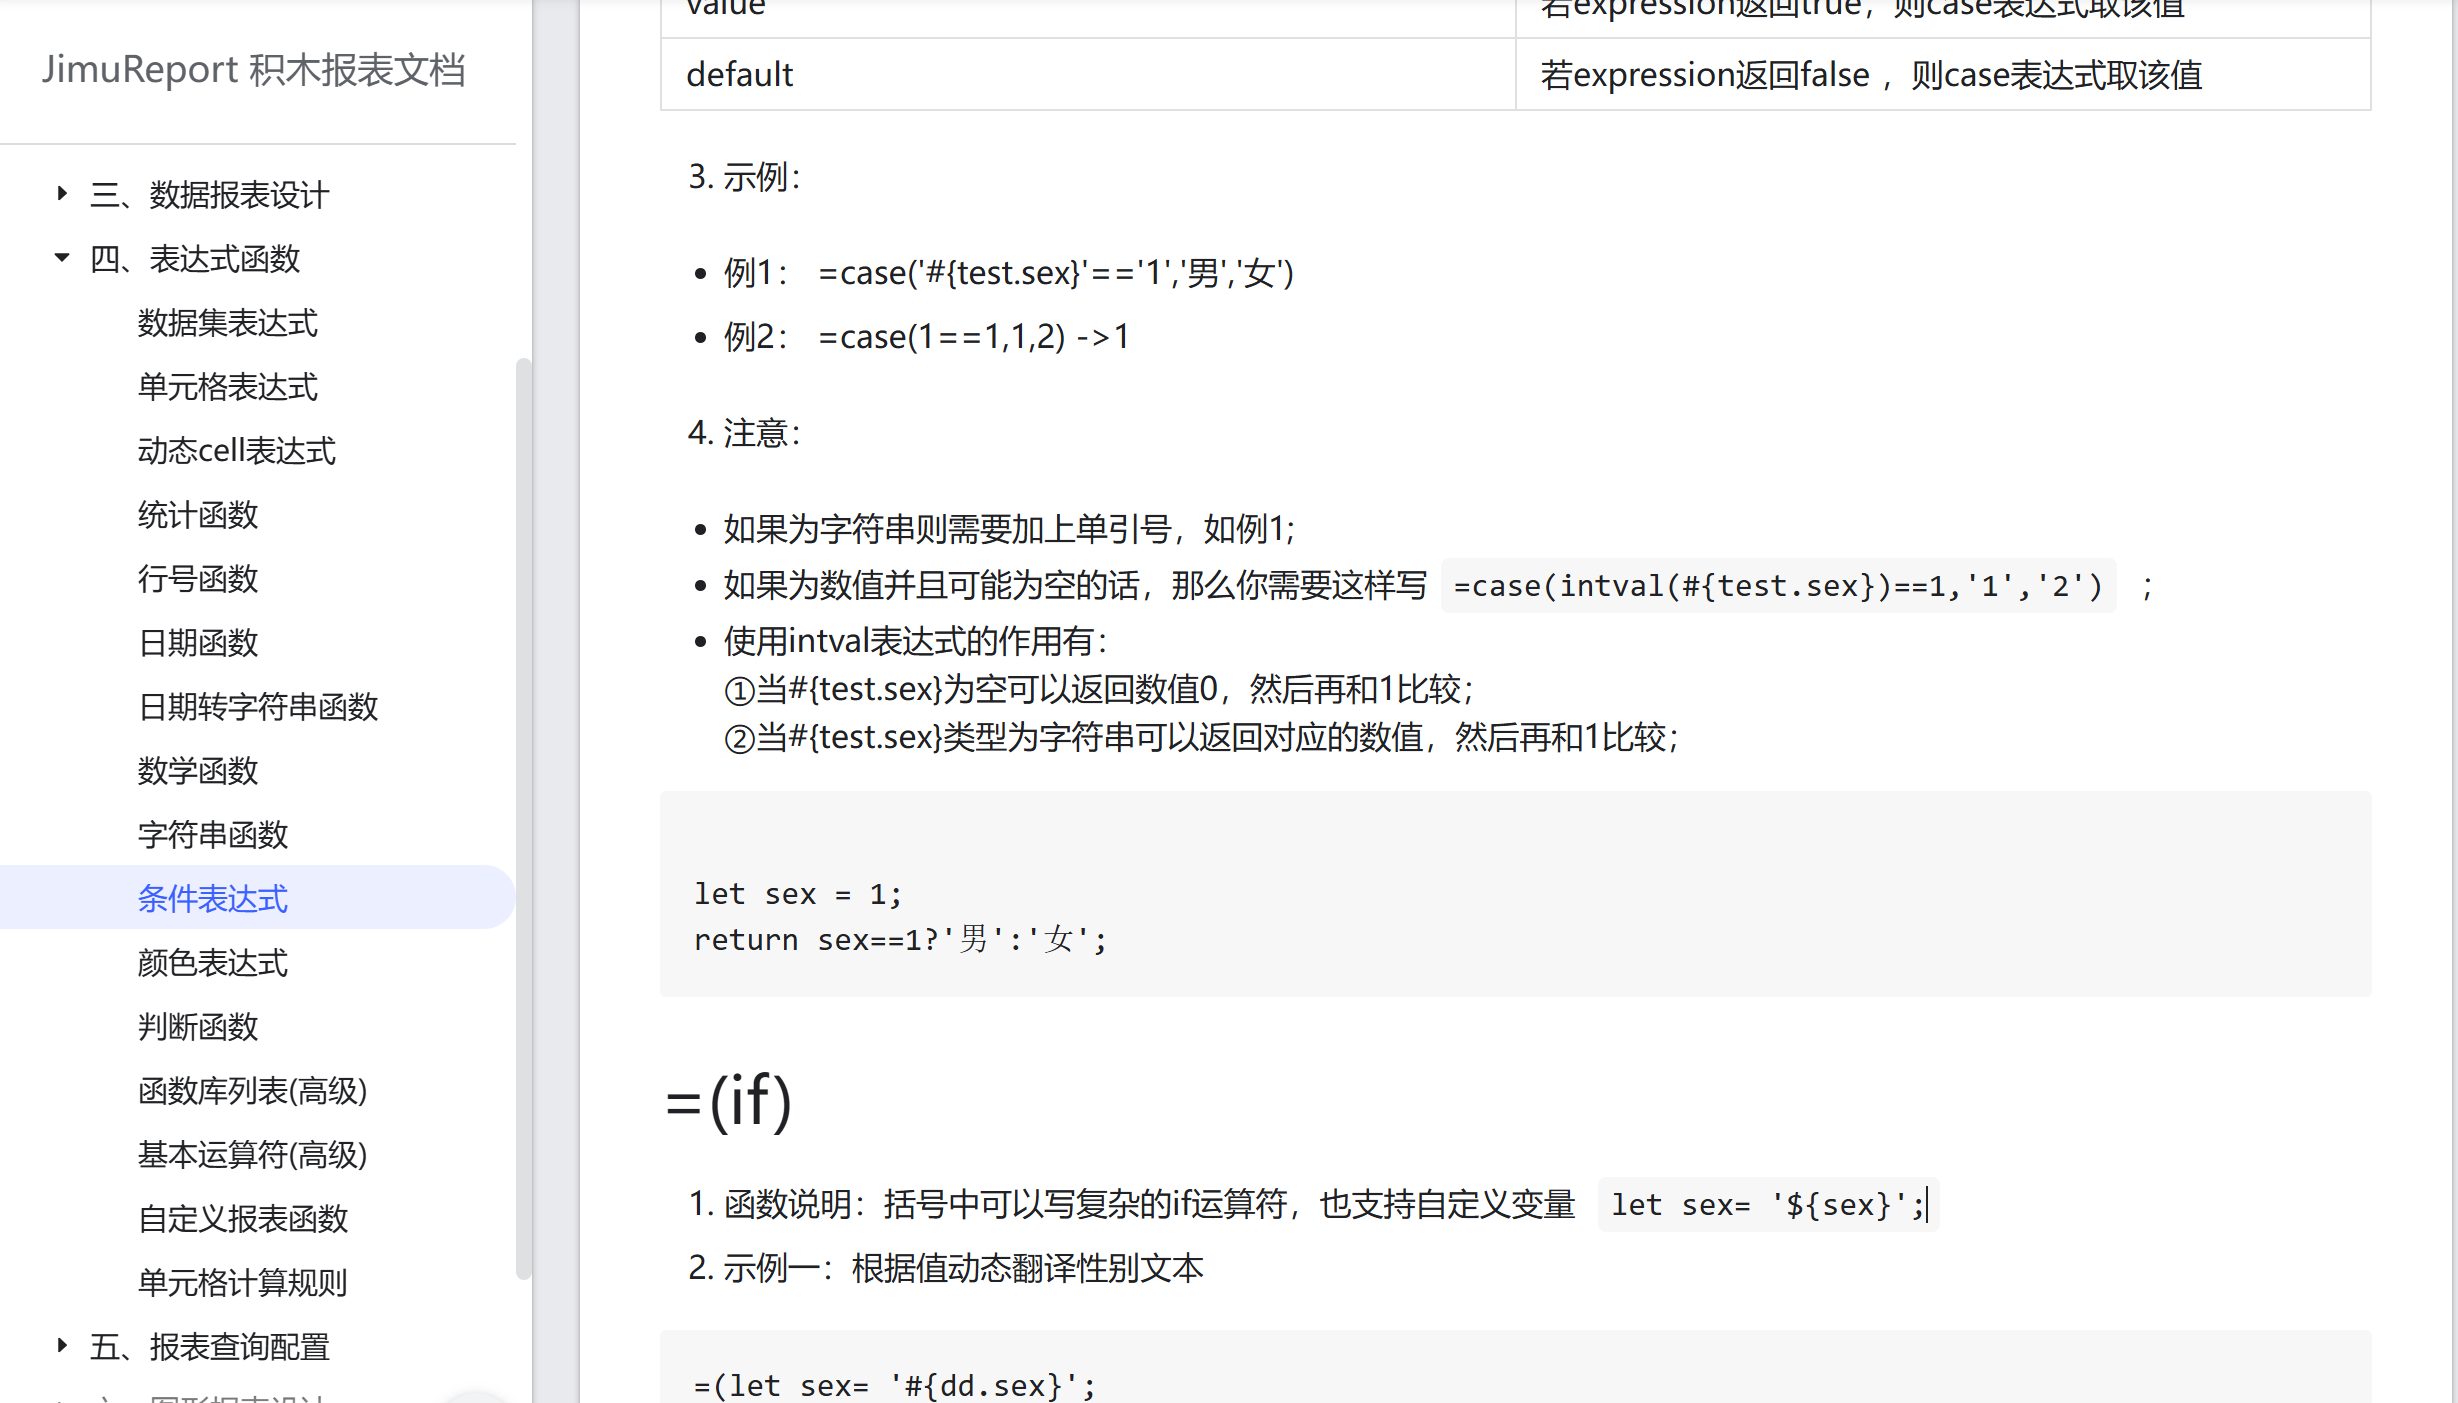 JimuReport 积木报表文档
三、数据报表设计
四、表达式函数
数据集表达式
单元格表达式
动态cell表达式
统计函数
行号函数
日期函数
日期转字符串函数
数学函数
字符串函数
条件表达式
颜色表达式
判断函数
函数库列表(高级)
基本运算符(高级)
自定义报表函数
单元格计算规则
五、报表查询配置
value 若expression返回true，则case表达式取该值
default 若expression返回false ，则case表达式取该值
3. 示例：
例1： =case('#{test.sex}'=='1','男','女')
例2： =case(1==1,1,2) ->1
4. 注意：
如果为字符串则需要加上单引号，如例1;
如果为数值并且可能为空的话，那么你需要这样写 =case(intval(#{test.sex})==1,'1','2') ；
使用intval表达式的作用有：
①当#{test.sex}为空可以返回数值0，然后再和1比较；
②当#{test.sex}类型为字符串可以返回对应的数值，然后再和1比较；
let sex = 1;
return sex==1?'男':'女';
=(if)
1. 函数说明：括号中可以写复杂的if运算符，也支持自定义变量 let sex= '${sex}';
2. 示例一：根据值动态翻译性别文本
=(let sex= '#{dd.sex}';